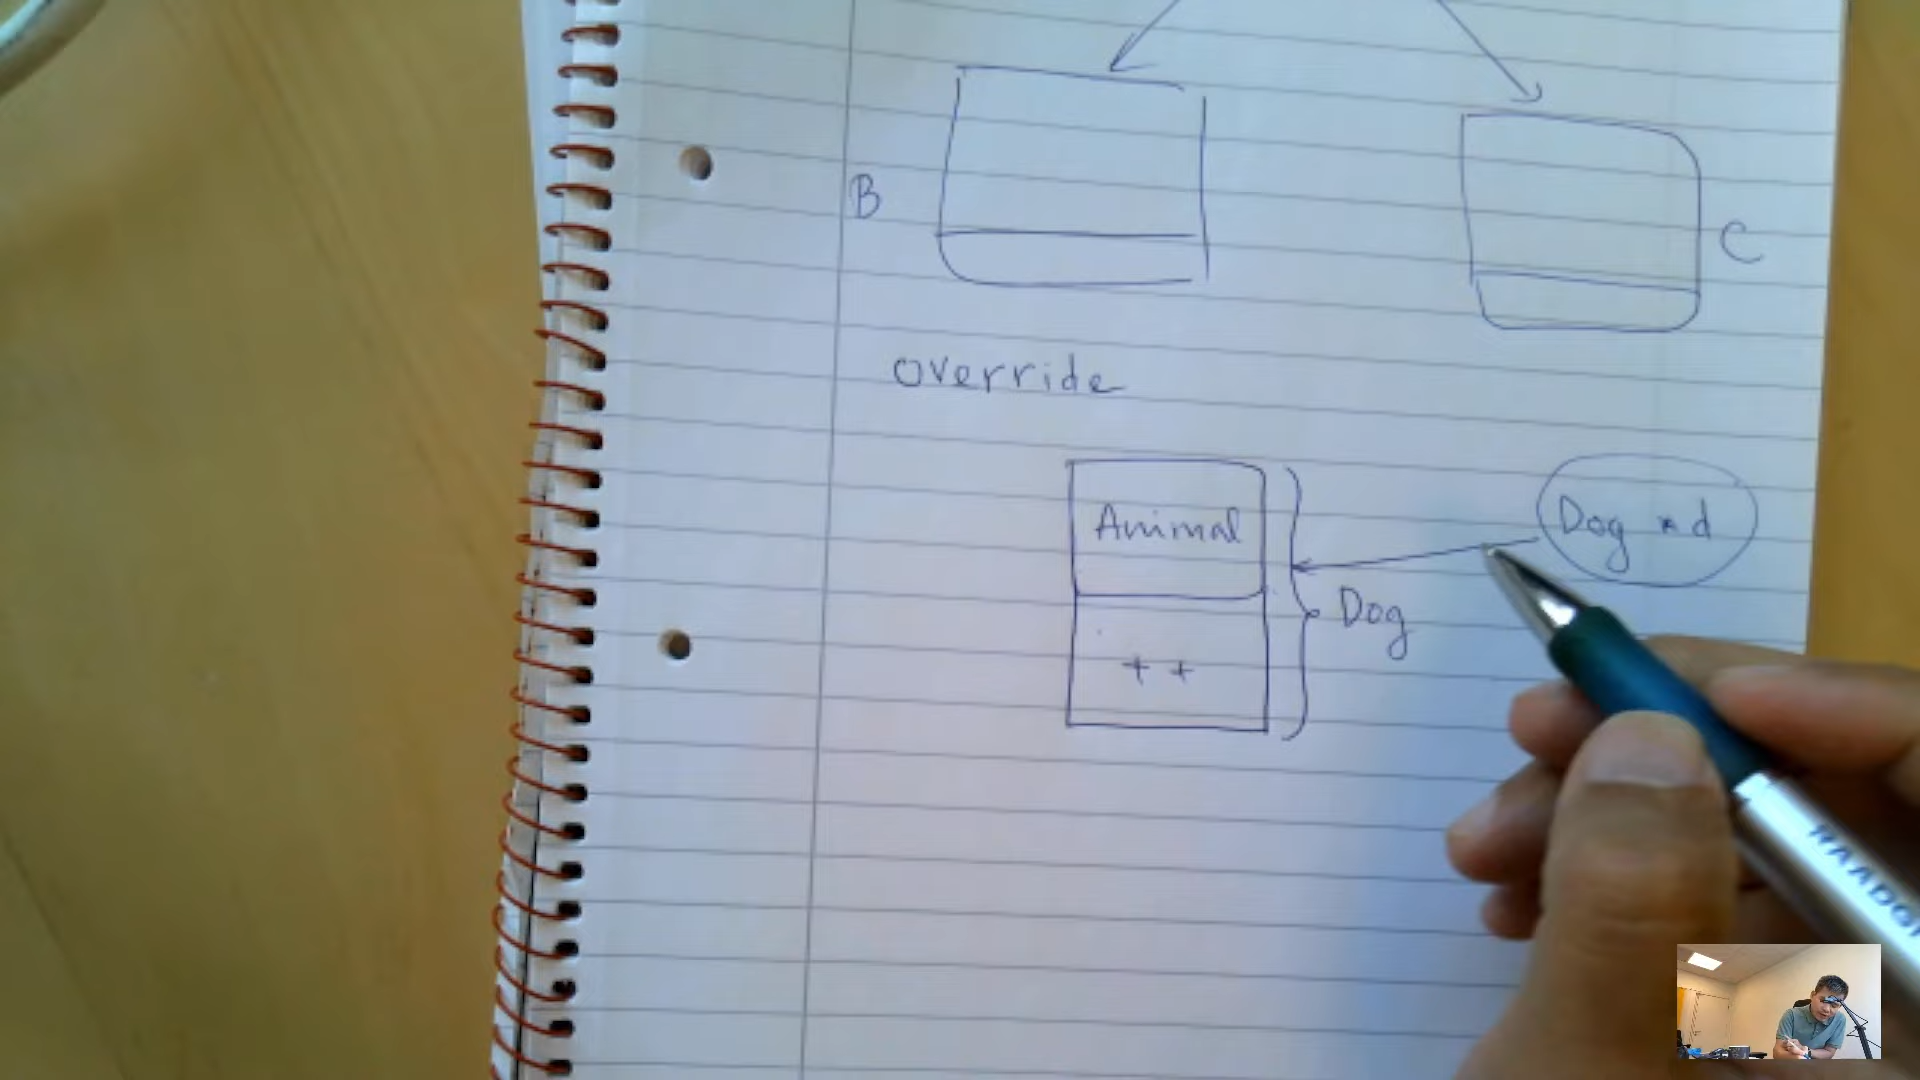 B
C
override
Animal
Dog * d
Dog
+ +